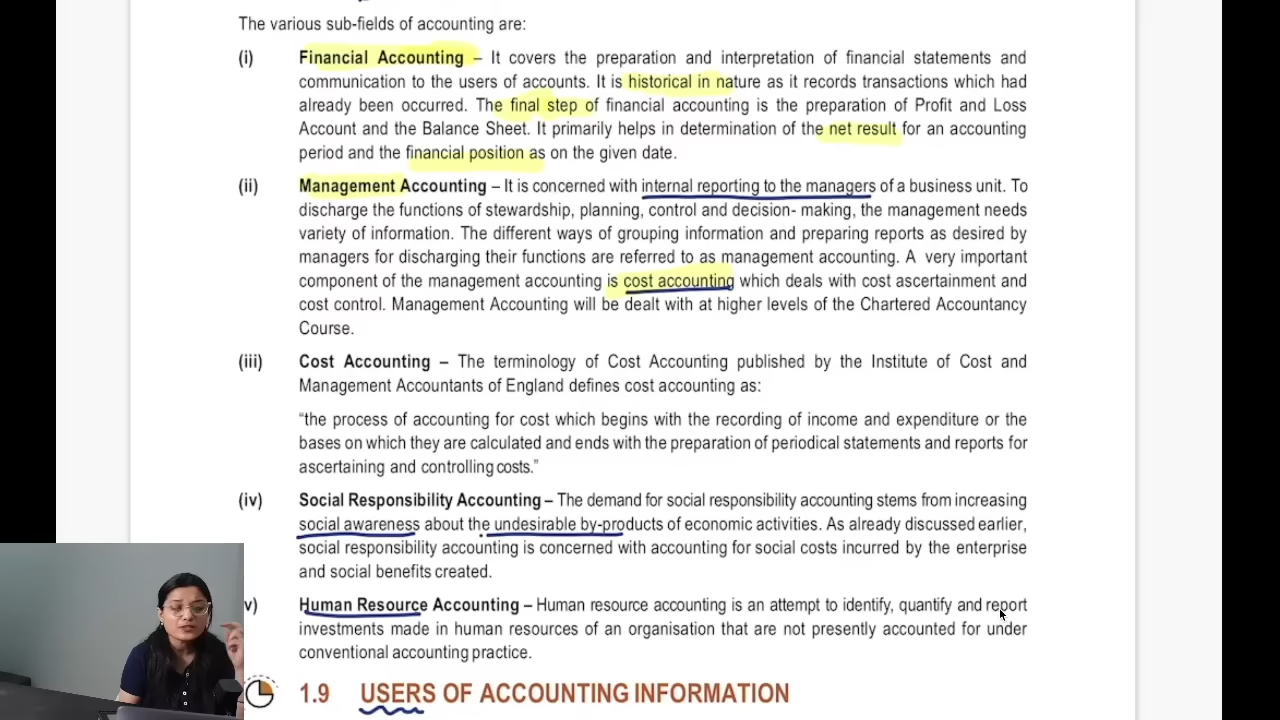 The various sub-fields of accounting are:
(i) Financial Accounting – It covers the preparation and interpretation of financial statements and
communication to the users of accounts. It is historical in nature as it records transactions which had
already been occurred. The final step of financial accounting is the preparation of Profit and Loss
Account and the Balance Sheet. It primarily helps in determination of the net result for an accounting
period and the financial position as on the given date.
(ii) Management Accounting – It is concerned with internal reporting to the managers of a business unit. To
discharge the functions of stewardship, planning, control and decision- making, the management needs
variety of information. The different ways of grouping information and preparing reports as desired by
managers for discharging their functions are referred to as management accounting. A very important
component of the management accounting is cost accounting which deals with cost ascertainment and
cost control. Management Accounting will be dealt with at higher levels of the Chartered Accountancy
Course.
(iii) Cost Accounting – The terminology of Cost Accounting published by the Institute of Cost and
Management Accountants of England defines cost accounting as:
“the process of accounting for cost which begins with the recording of income and expenditure or the
bases on which they are calculated and ends with the preparation of periodical statements and reports for
ascertaining and controlling costs.”
(iv) Social Responsibility Accounting – The demand for social responsibility accounting stems from increasing
social awareness about the undesirable by-products of economic activities. As already discussed earlier,
social responsibility accounting is concerned with accounting for social costs incurred by the enterprise
and social benefits created.
v) Human Resource Accounting – Human resource accounting is an attempt to identify, quantify and report
investments made in human resources of an organisation that are not presently accounted for under
conventional accounting practice.
1.9 USERS OF ACCOUNTING INFORMATION